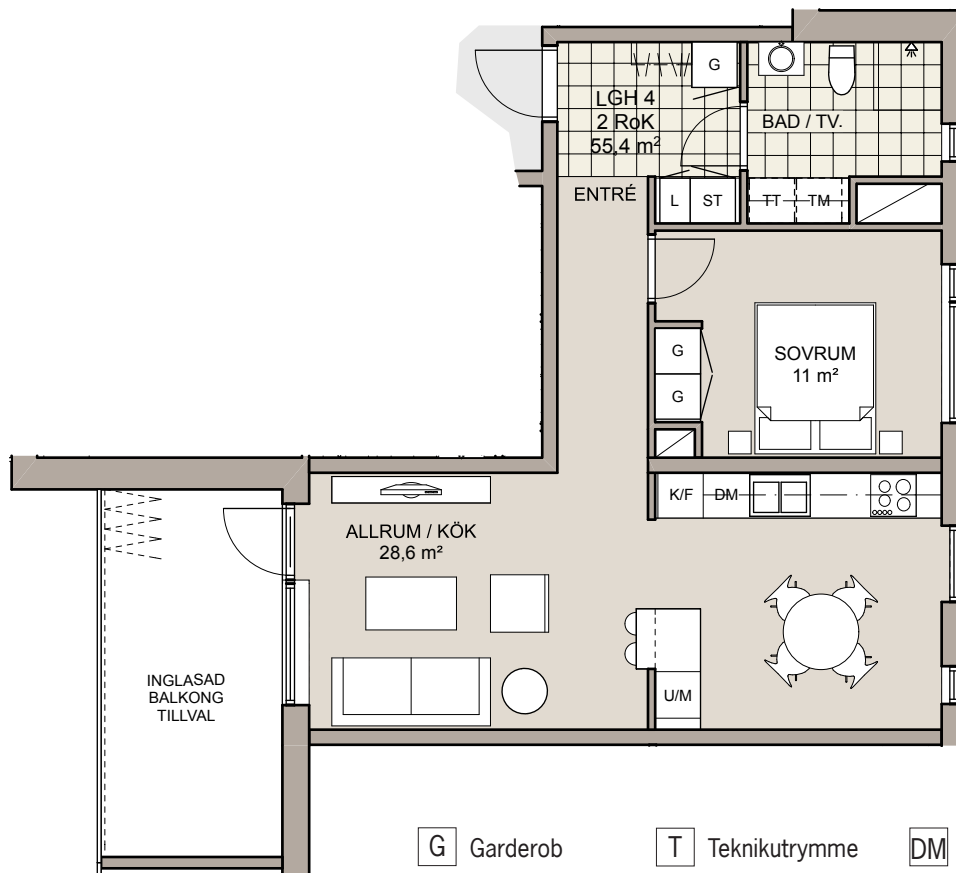 G
LGH 4
2 RoK
55,4 m²
BAD / TV.
ENTRÉ
L
ST
TT
TM
G
G
SOVRUM
11 m²
K/F
DM
ALLRUM / KÖK
28,6 m²
U/M
INGLASAD
BALKONG
TILLVAL
G Garderob
T Teknikutrymme
DM